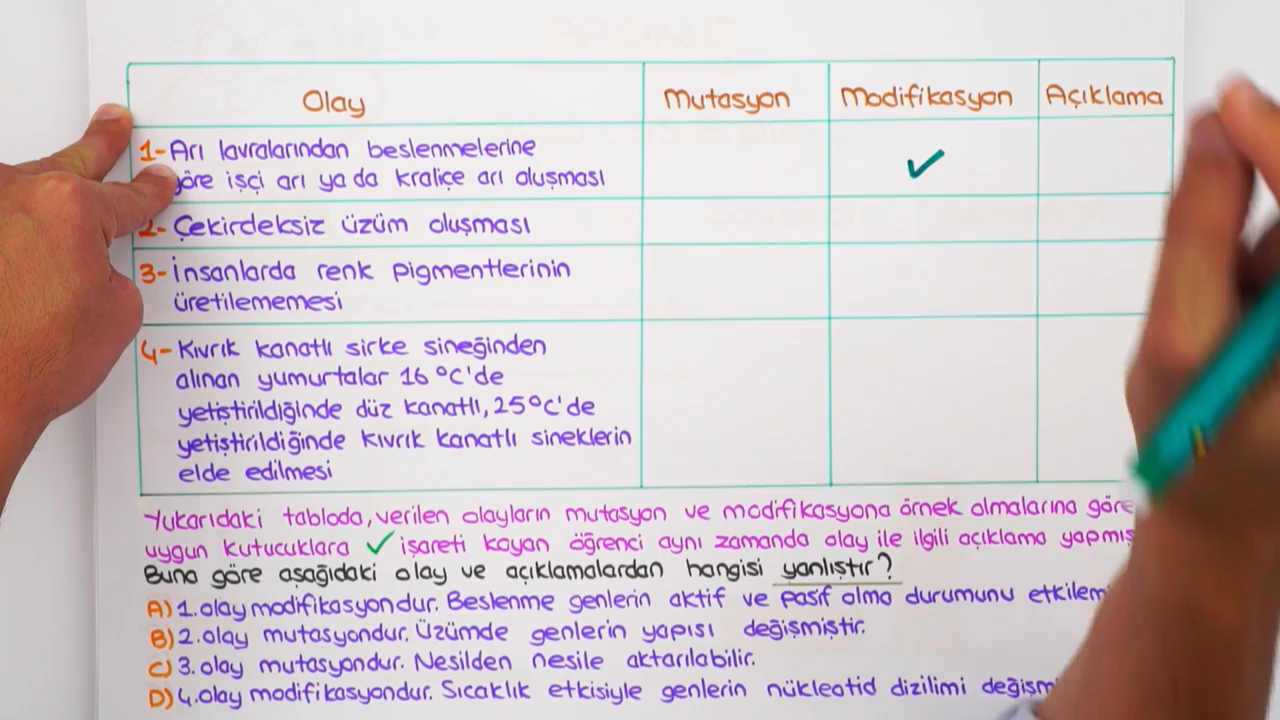 Olay
Mutasyon
Modifikasyon
Açıklama
1- Arı lavralarından beslenmelerine
göre işçi arı ya da kraliçe arı oluşması
2- Çekirdeksiz üzüm oluşması
3- İnsanlarda renk pigmentlerinin
üretilememesi
4- Kıvrık kanatlı sirke sineğinden
alınan yumurtalar 16 °C'de
yetiştirildiğinde düz kanatlı, 25°C'de
yetiştirildiğinde kıvrık kanatlı sineklerin
elde edilmesi
Yukarıdaki tabloda, verilen olayların mutasyon ve modifikasyona örnek olmalarına göre
uygun kutucuklara ✓ işareti koyan öğrenci aynı zamanda olay ile ilgili açıklama yapmış
Buna göre aşağıdaki olay ve açıklamalardan hangisi yanlıştır?
A) 1. olay modifikasyondur. Beslenme genlerin aktif ve pasif olma durumunu
B) 2. olay mutasyondur. Üzümde genlerin yapısı değişmiştir.
C) 3. olay mutasyondur. Nesilden nesile aktarılabilir.
D) 4. olay modifikasyondur. Sıcaklık etkisiyle genlerin nükleotid dizilimi